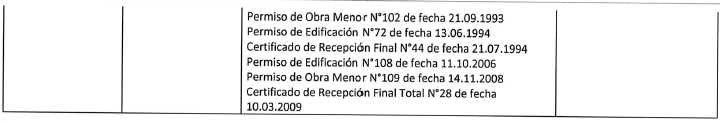 Permiso de Obra Menor N°102 de fecha 21.09.1993
Permiso de Edificación N°72 de fecha 13.06.1994
Certificado de Recepción Final N°44 de fecha 21.07.1994
Permiso de Edificación N°108 de fecha 11.10.2006
Permiso de Obra Menor N°109 de fecha 14.11.2008
Certificado de Recepción Final Total N°28 de fecha
10.03.2009